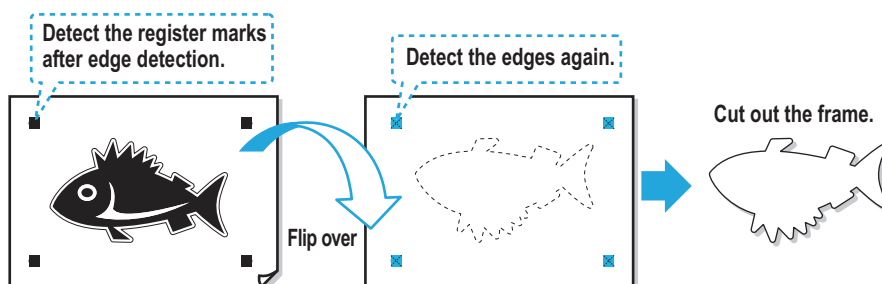 Detect the register marks
after edge detection.
Detect the edges again.
Cut out the frame.
Flip over